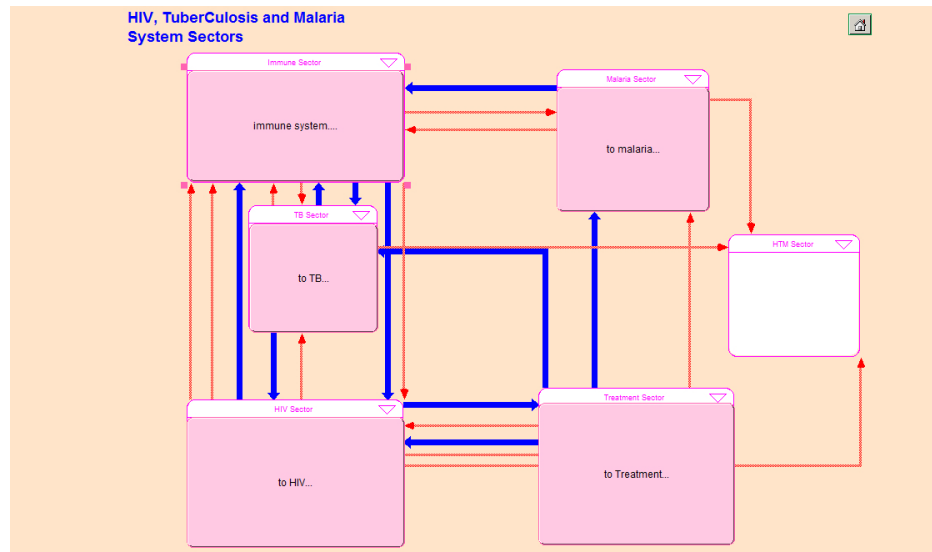 HIV, TuberCulosis and Malaria
System Sectors
Immune Sector
immune system....
Malaria Sector
to malaria...
TB Sector
to TB...
HTM Sector
HIV Sector
to HIV...
Treatment Sector
to Treatment...